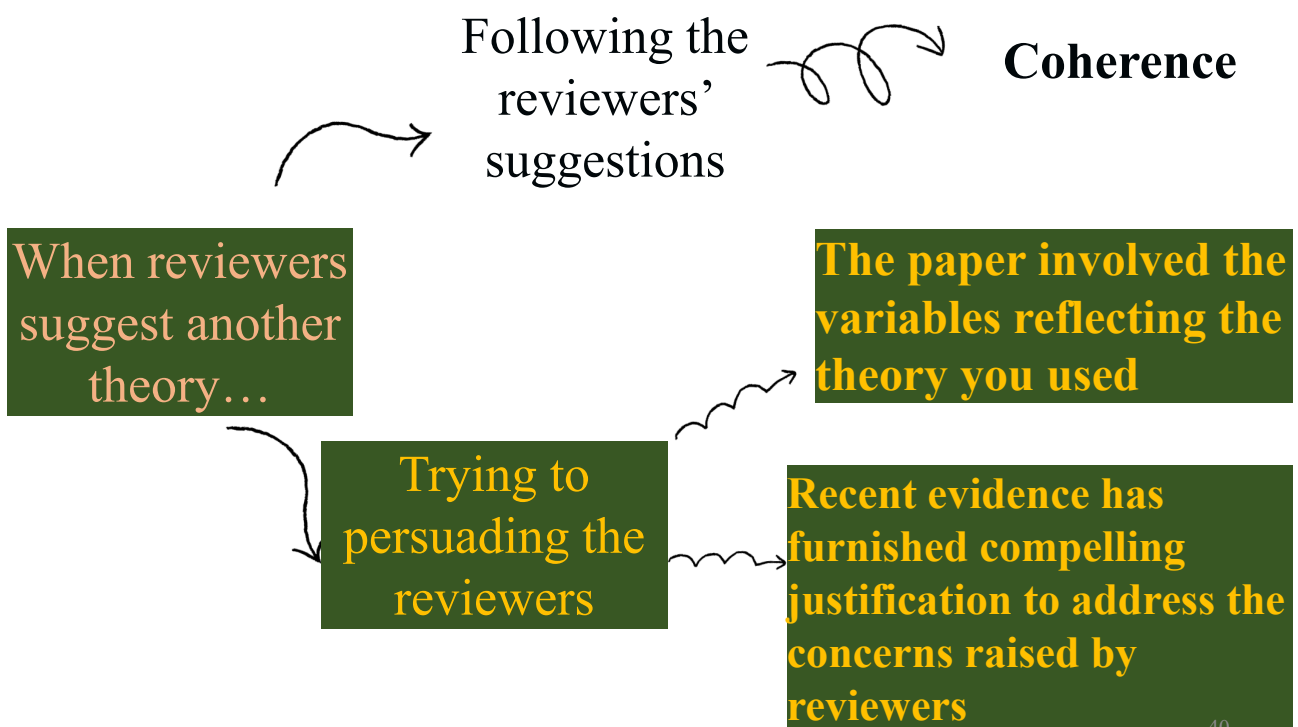 Following the
reviewers’
suggestions
Coherence
When reviewers
suggest another
theory…
The paper involved the
variables reflecting the
theory you used
Trying to
persuading the
reviewers
Recent evidence has
furnished compelling
justification to address the
concerns raised by
reviewers